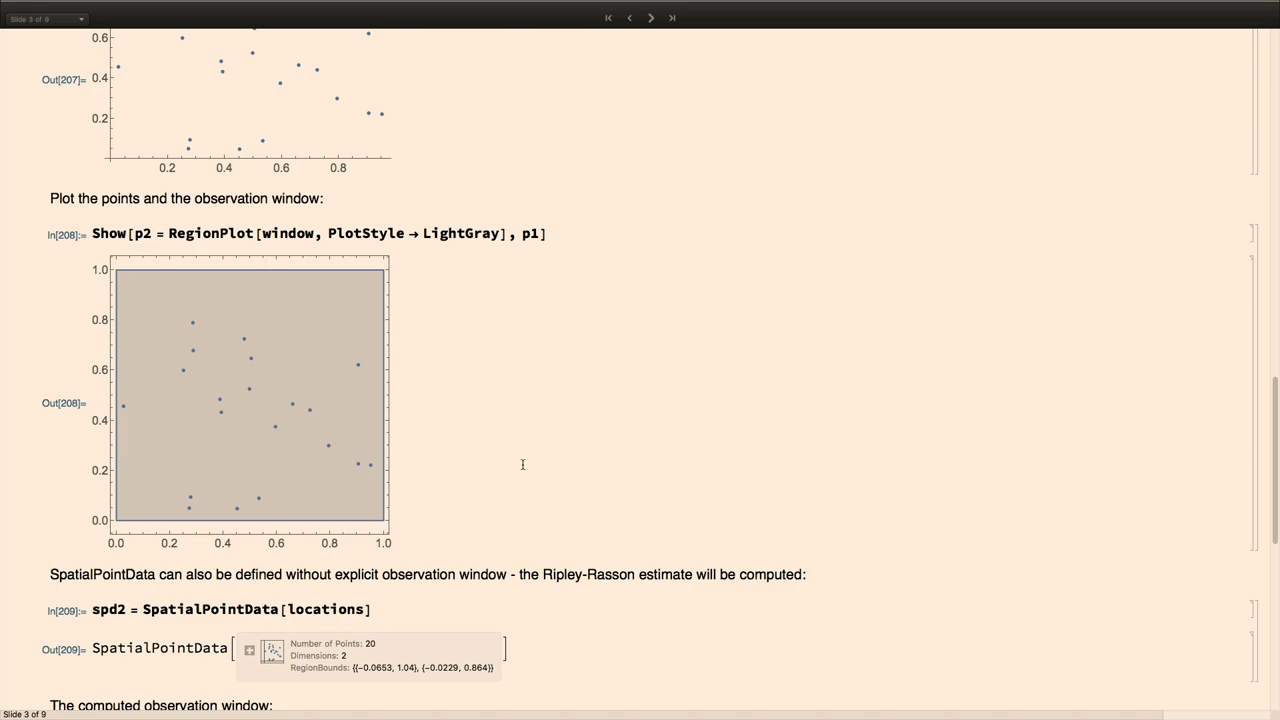 Slide 3 of 9
0.6
Out[207]=
0.4
0.2
0.2 0.4 0.6 0.8
Plot the points and the observation window:
In[208]:= Show[p2 = RegionPlot[window, PlotStyle → LightGray], p1]
1.0
0.8
0.6
Out[208]=
0.4
0.2
0.0
0.0 0.2 0.4 0.6 0.8 1.0
SpatialPointData can also be defined without explicit observation window - the Ripley-Rasson estimate will be computed:
In[209]:= spd2 = SpatialPointData[locations]
Number of Points: 20
Out[209]= SpatialPointData[ ]
Dimensions: 2
RegionBounds: {{-0.0653, 1.04}, {-0.0229, 0.864}}
The computed observation window:
Slide 3 of 9